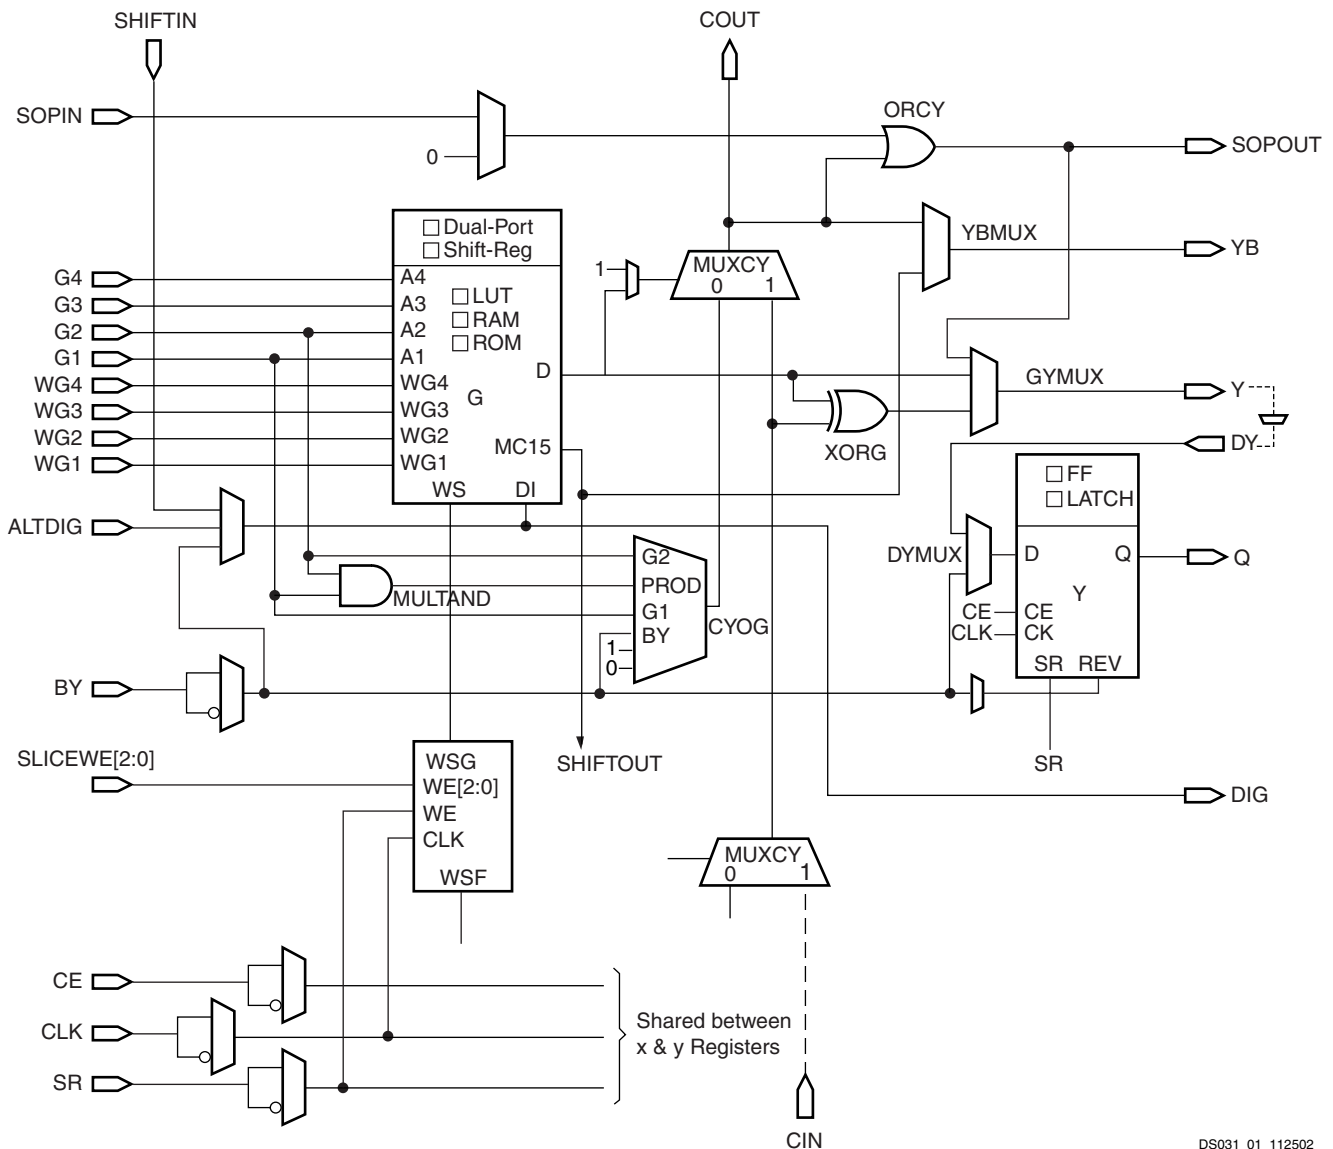 SHIFTIN
COUT
SOPIN
0
ORCY
SOPOUT
Dual-Port
Shift-Reg
YBMUX
YB
G4
G3
G2
G1
WG4
WG3
WG2
WG1
A4
A3
A2
A1
WG4
WG3
WG2
WG1
LUT
RAM
ROM
G
D
MC15
WS
DI
1
MUXCY
0 1
GYMUX
Y
XORG
DY
FF
LATCH
DYMUX
D
Q
Q
Y
CE
CE
CLK
CK
SR REV
SR
ALTDIG
MULTAND
G2
PROD
G1
BY
1
0
CYOG
BY
SHIFTOUT
SLICEWE[2:0]
WSG
WE[2:0]
WE
CLK
WSF
DIG
MUXCY
0 1
CE
CLK
SR
Shared between
x & y Registers
CIN
DS031_01_112502